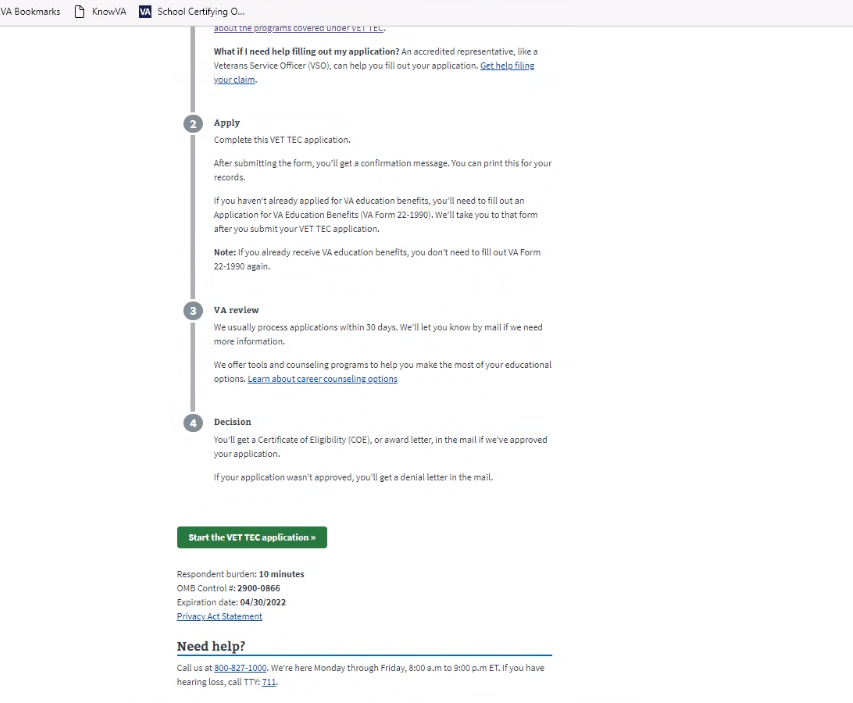 VA Bookmarks KnowVA VA School Certifying O...
about the programs covered under VET TEC.
What if I need help filling out my application? An accredited representative, like a
Veterans Service Officer (VSO), can help you fill out your application. Get help filing
your claim.
2 Apply
Complete this VET TEC application.
After submitting the form, you'll get a confirmation message. You can print this for your
records.
If you haven't already applied for VA education benefits, you'll need to fill out an
Application for VA Education Benefits (VA Form 22-1990). We'll take you to that form
after you submit your VET TEC application.
Note: If you already receive VA education benefits, you don't need to fill out VA Form
22-1990 again.
3 VA review
We usually process applications within 30 days. We'll let you know by mail if we need
more information.
We offer tools and counseling programs to help you make the most of your educational
options. Learn about career counseling options
4 Decision
You'll get a Certificate of Eligibility (COE), or award letter, in the mail if we've approved
your application.
If your application wasn't approved, you'll get a denial letter in the mail.
Start the VET TEC application »
Respondent burden: 10 minutes
OMB Control #: 2900-0866
Expiration date: 04/30/2022
Privacy Act Statement
Need help?
Call us at 800-827-1000. We're here Monday through Friday, 8:00 a.m to 9:00 p.m ET. If you have
hearing loss, call TTY: 711.